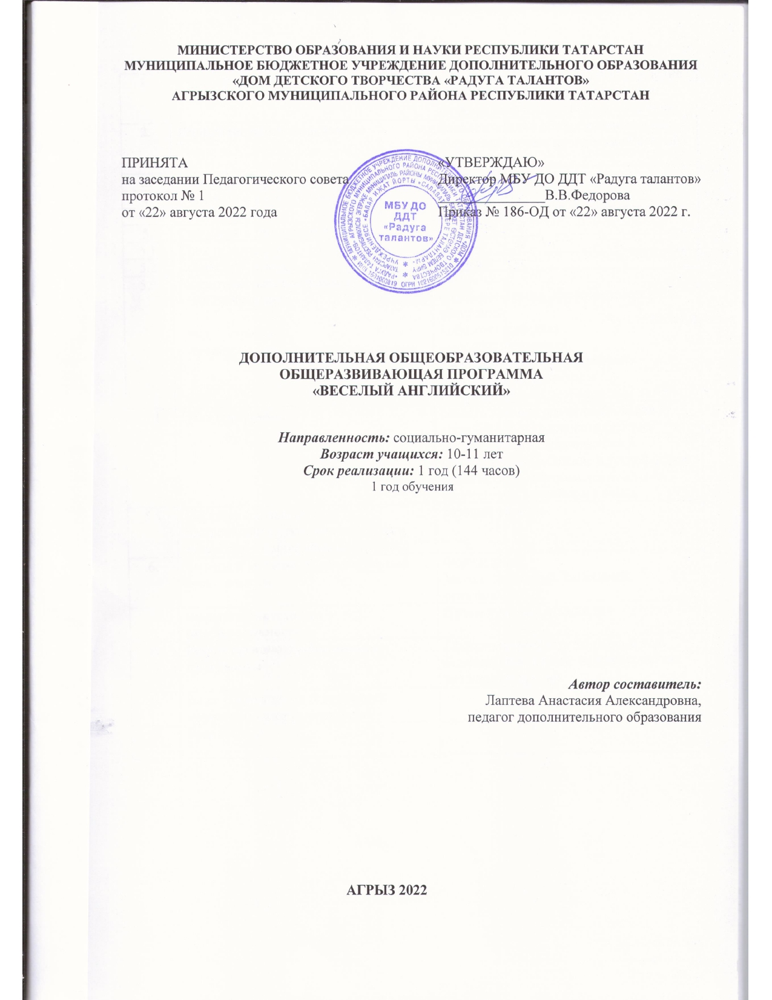 МИНИСТЕРСТВО ОБРАЗОВАНИЯ И НАУКИ РЕСПУБЛИКИ ТАТАРСТАН
МУНИЦИПАЛЬНОЕ БЮДЖЕТНОЕ УЧРЕЖДЕНИЕ ДОПОЛНИТЕЛЬНОГО ОБРАЗОВАНИЯ
«ДОМ ДЕТСКОГО ТВОРЧЕСТВА «РАДУГА ТАЛАНТОВ»
АГРЫЗСКОГО МУНИЦИПАЛЬНОГО РАЙОНА РЕСПУБЛИКИ ТАТАРСТАН
ПРИНЯТА
на заседании Педагогического совета
протокол № 1
от «22» августа 2022 года
«УТВЕРЖДАЮ»
Директор МБУ ДО ДДТ «Радуга талантов»
_______________В.В.Федорова
Приказ № 186-ОД от «22» августа 2022 г.
МБУ ДО
ДДТ
«Радуга
талантов»
ДОПОЛНИТЕЛЬНАЯ ОБЩЕОБРАЗОВАТЕЛЬНАЯ
ОБЩЕРАЗВИВАЮЩАЯ ПРОГРАММА
«ВЕСЕЛЫЙ АНГЛИЙСКИЙ»
Направленность: социально-гуманитарная
Возраст учащихся: 10-11 лет
Срок реализации: 1 год (144 часов)
1 год обучения
Автор составитель:
Лаптева Анастасия Александровна,
педагог дополнительного образования
АГРЫЗ 2022